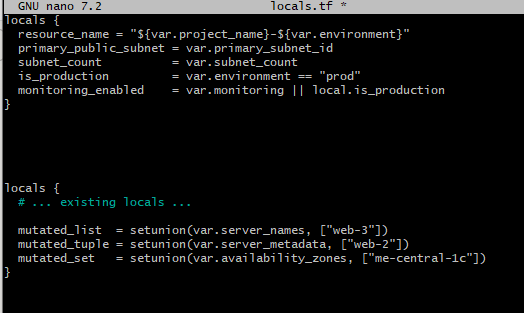 GNU nano 7.2 locals.tf *
locals {
  resource_name = "${var.project_name}-${var.environment}"
  primary_public_subnet = var.primary_subnet_id
  subnet_count          = var.subnet_count
  is_production         = var.environment == "prod"
  monitoring_enabled    = var.monitoring || local.is_production
}
locals {
  # ... existing locals ...
  mutated_list  = setunion(var.server_names, ["web-3"])
  mutated_tuple = setunion(var.server_metadata, ["web-2"])
  mutated_set   = setunion(var.availability_zones, ["me-central-1c"])
}